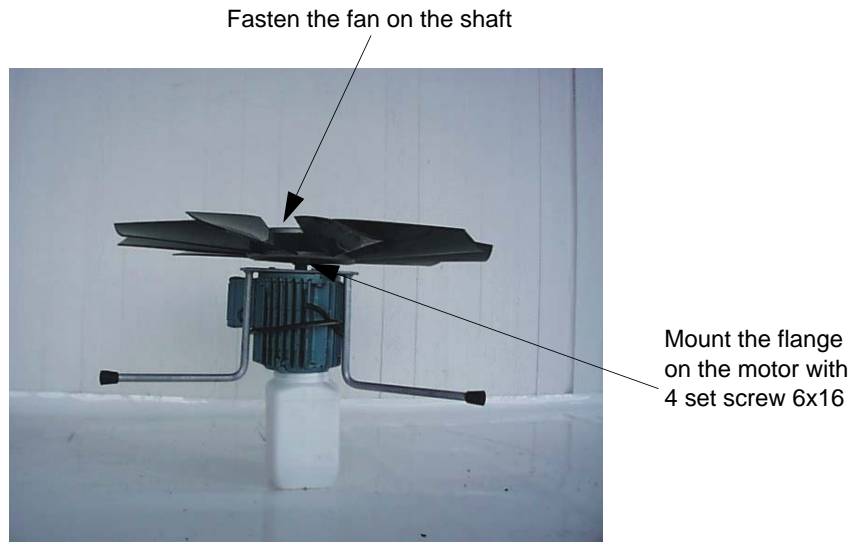 Fasten the fan on the shaft
Mount the flange
on the motor with
4 set screw 6x16